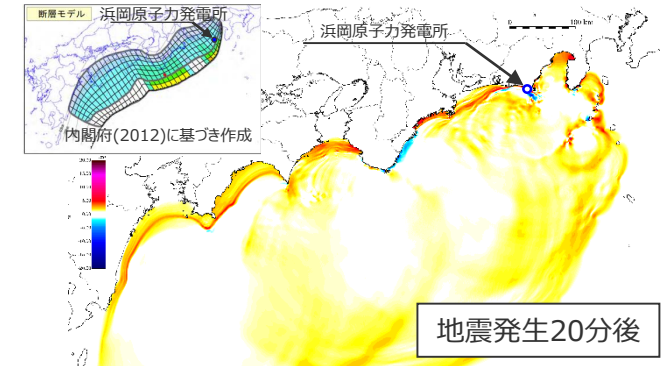 断層モデル
浜岡原子力発電所
浜岡原子力発電所
0 100 km
内閣府(2012)に基づき作成
地震発生20分後